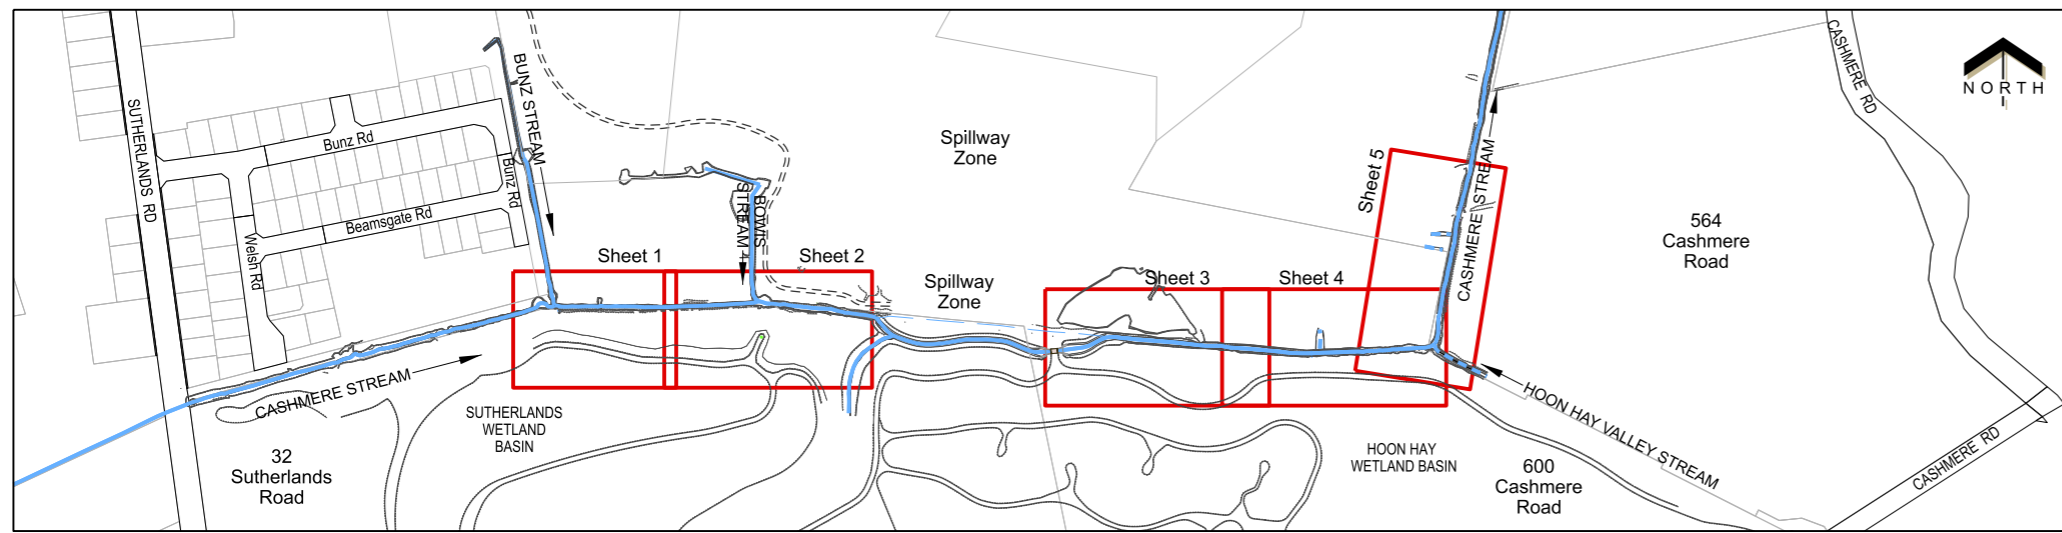 SUTHERLANDS RD
Bunz Rd
Beamsgate Rd
Welsh Rd
Bunz Rd
BUNZ STREAM
BOWIS
STREAM
Spillway
Zone
CASHMERE RD
NORTH
Sheet 1
Sheet 2
Spillway
Zone
Sheet 3
Sheet 4
Sheet 5
CASHMERE STREAM
564
Cashmere
Road
CASHMERE STREAM
SUTHERLANDS
WETLAND
BASIN
32
Sutherlands
Road
HOON HAY
WETLAND BASIN
600
Cashmere
Road
HOON HAY VALLEY STREAM
CASHMERE RD